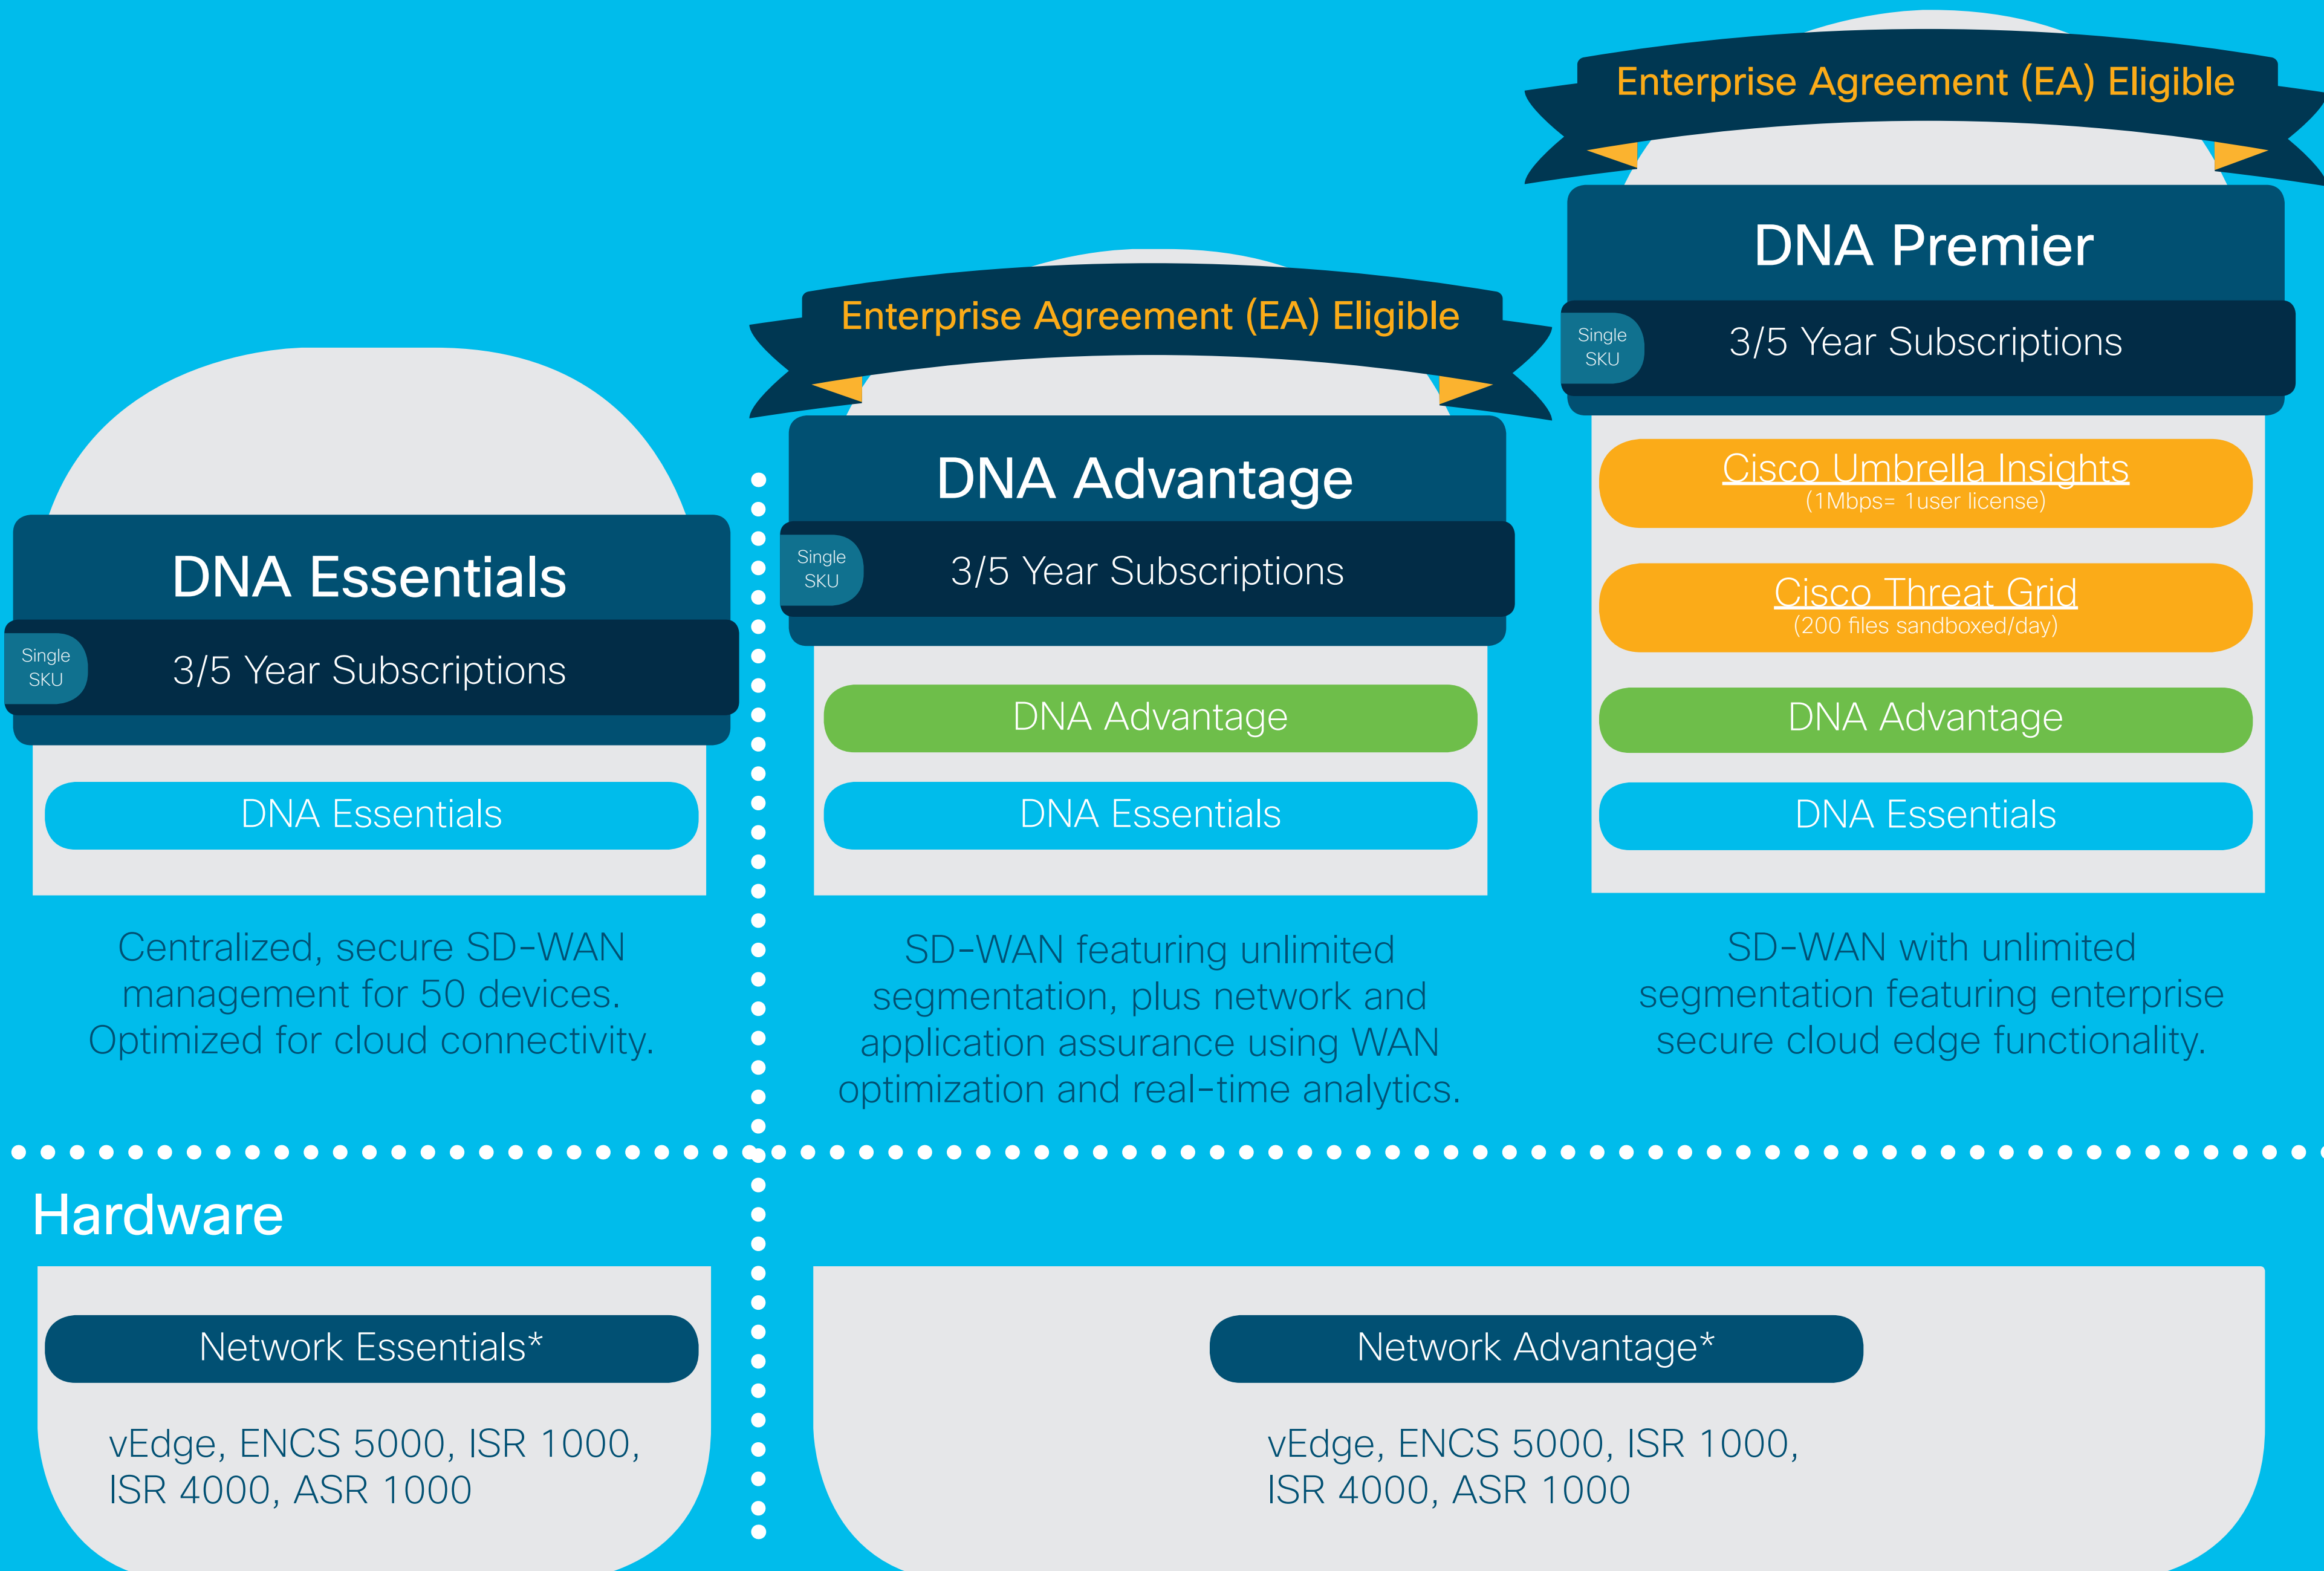 DNA Essentials
Single
SKU
3/5 Year Subscriptions
DNA Essentials
Centralized, secure SD-WAN
management for 50 devices.
Optimized for cloud connectivity.
Enterprise Agreement (EA) Eligible
DNA Advantage
Single
SKU
3/5 Year Subscriptions
DNA Advantage
DNA Essentials
SD-WAN featuring unlimited
segmentation, plus network and
application assurance using WAN
optimization and real-time analytics.
Enterprise Agreement (EA) Eligible
DNA Premier
Single
SKU
3/5 Year Subscriptions
Cisco Umbrella Insights
(1Mbps= 1user license)
Cisco Threat Grid
(200 files sandboxed/day)
DNA Advantage
DNA Essentials
SD-WAN with unlimited
segmentation featuring enterprise
secure cloud edge functionality.
Hardware
Network Essentials*
vEdge, ENCS 5000, ISR 1000,
ISR 4000, ASR 1000
Network Advantage*
vEdge, ENCS 5000, ISR 1000,
ISR 4000, ASR 1000